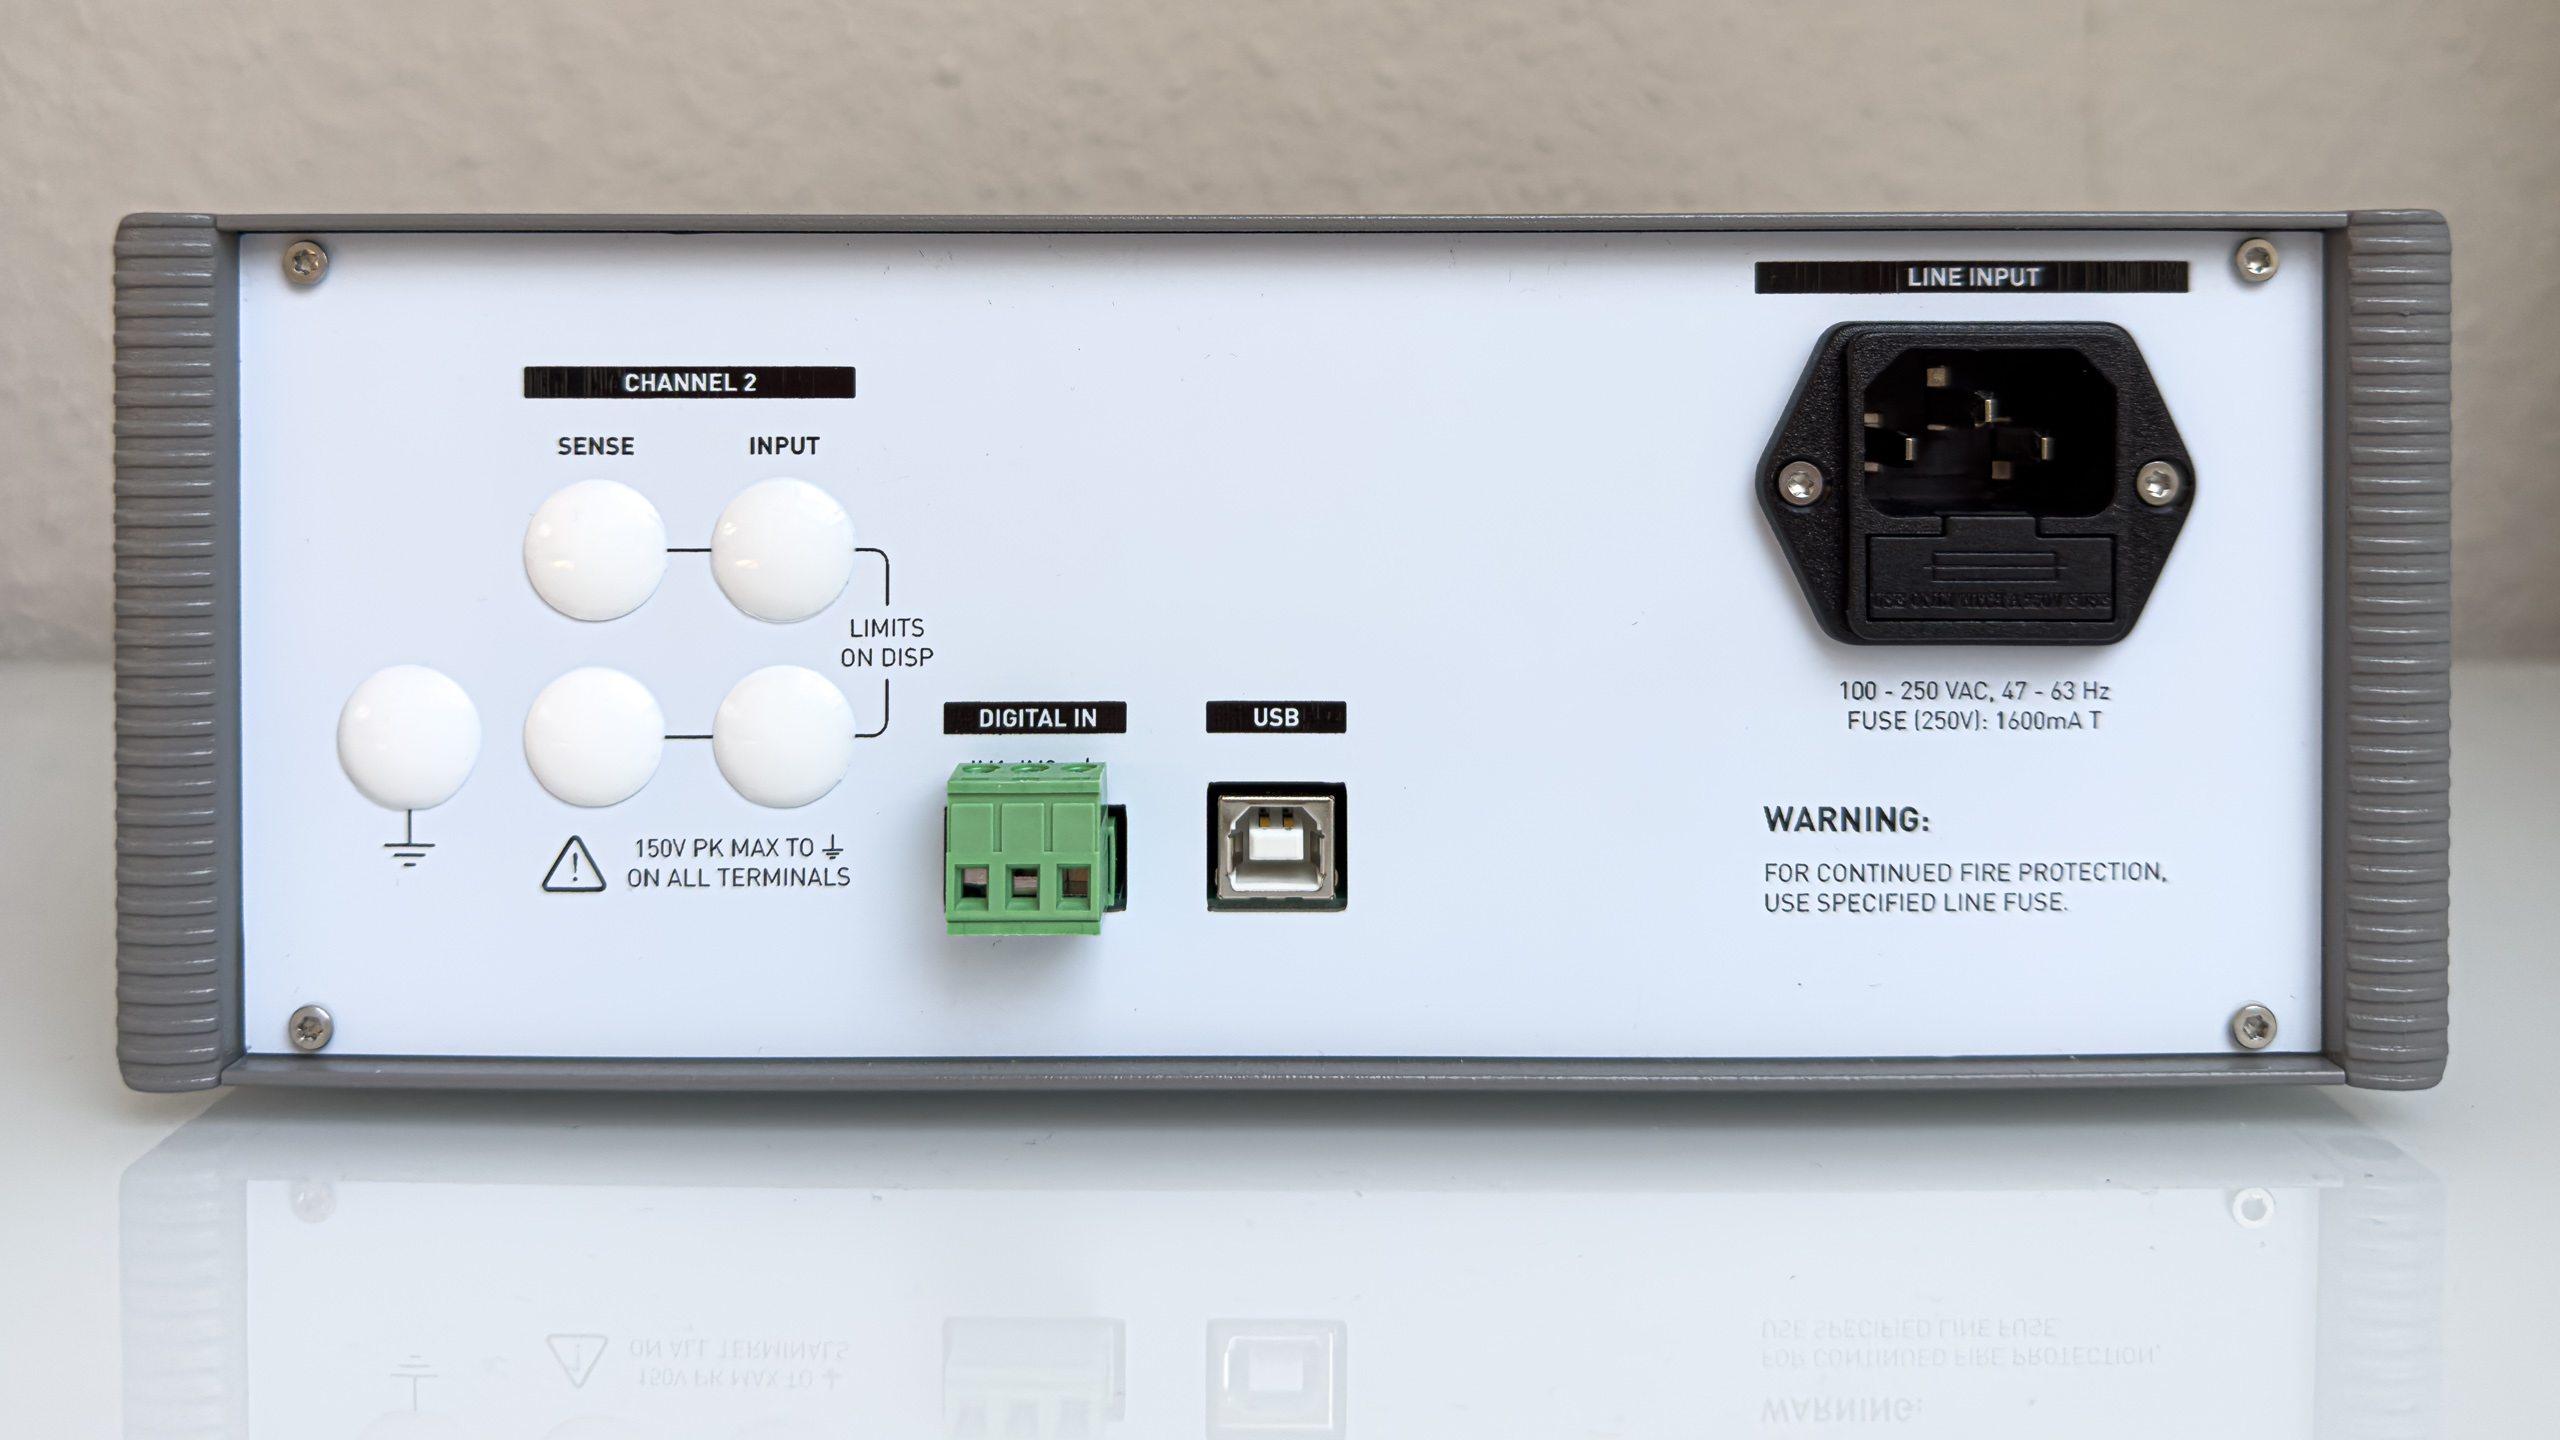 LINE INPUT
CHANNEL 2
SENSE INPUT
LIMITS
ON DISP
DIGITAL IN
USB
100 - 250 VAC, 47 - 63 Hz
FUSE (250V): 1600mA T
150V PK MAX TO
ON ALL TERMINALS
WARNING:
FOR CONTINUED FIRE PROTECTION,
USE SPECIFIED LINE FUSE.